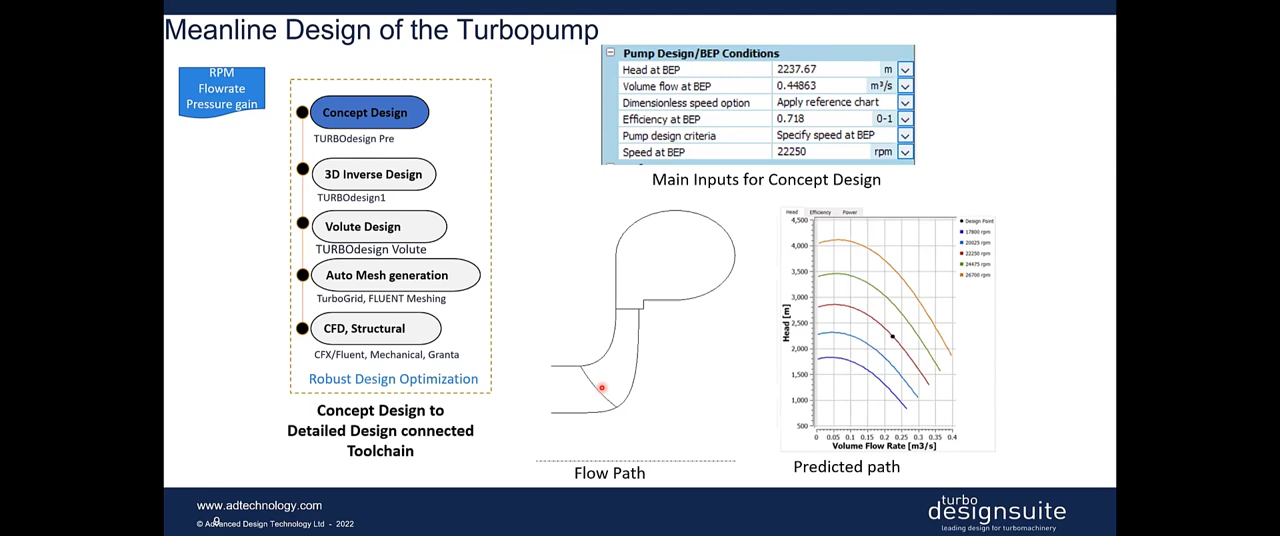 Meanline Design of the Turbopump
RPM
Flowrate
Pressure gain
Concept Design
TURBOdesign Pre
3D Inverse Design
TURBOdesign1
Volute Design
TURBOdesign Volute
Auto Mesh generation
TurboGrid, FLUENT Meshing
CFD, Structural
CFX/Fluent, Mechanical, Granta
Robust Design Optimization
Concept Design to
Detailed Design connected
Toolchain
Pump Design/BEP Conditions
Head at BEP 2237.67 m
Volume flow at BEP 0.44863 m³/s
Dimensionless speed option Apply reference chart
Efficiency at BEP 0.718 0-1
Pump design criteria Specify speed at BEP
Speed at BEP 22250 rpm
Main Inputs for Concept Design
Flow Path
Head Efficiency Power
4,500
4,000
3,500
3,000
2,500
2,000
1,500
1,000
500
Head [m]
0 0.05 0.1 0.15 0.2 0.25 0.3 0.35 0.4
Volume Flow Rate [m3/s]
Design Point
17800 rpm
20025 rpm
22250 rpm
24475 rpm
26700 rpm
Predicted path
www.adtechnology.com
9
© Advanced Design Technology Ltd - 2022
turbo
designsuite
leading design for turbomachinery